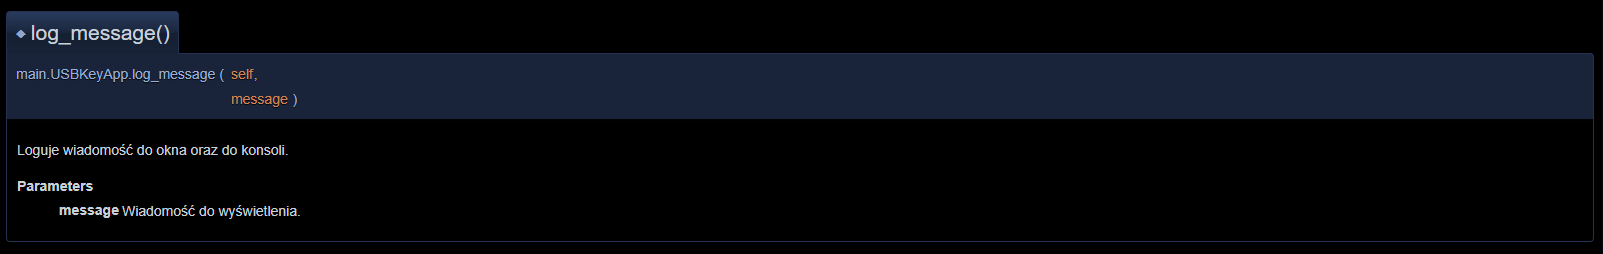 ◆ log_message()
main.USBKeyApp.log_message ( self,
message )
Loguje wiadomość do okna oraz do konsoli.
Parameters
message Wiadomość do wyświetlenia.